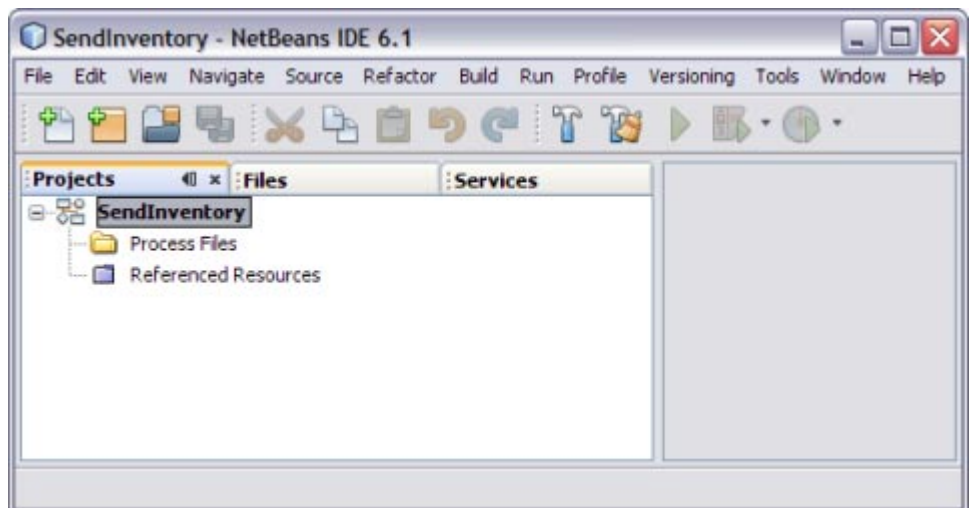 SendInventory - NetBeans IDE 6.1
File Edit View Navigate Source Refactor Build Run Profile Versioning Tools Window Help
Projects Files Services
SendInventory
Process Files
Referenced Resources